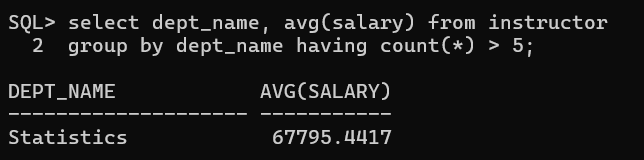 SQL> select dept_name, avg(salary) from instructor
  2  group by dept_name having count(*) > 5;
DEPT_NAME            AVG(SALARY)
-------------------- -----------
Statistics            67795.4417